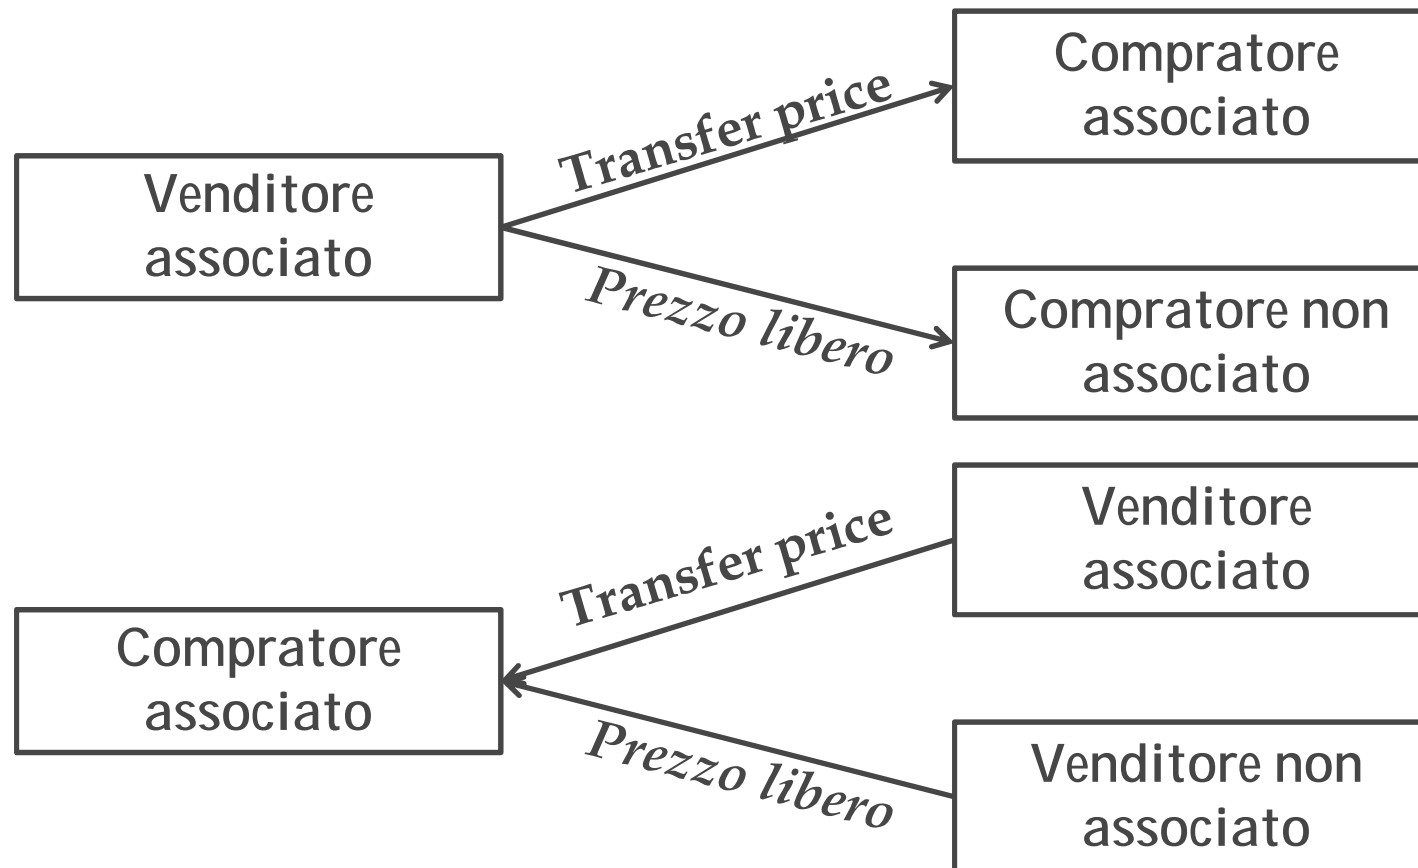 Compratore
associato
Transfer price
Venditore
associato
Prezzo libero
Compratore non
associato
Venditore
associato
Transfer price
Compratore
associato
Prezzo libero
Venditore non
associato